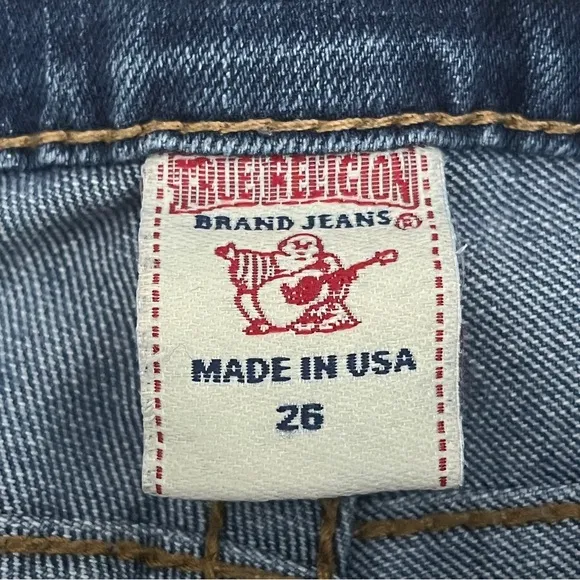 TRUE RELIGION
BRAND JEANS®
MADE IN USA
26